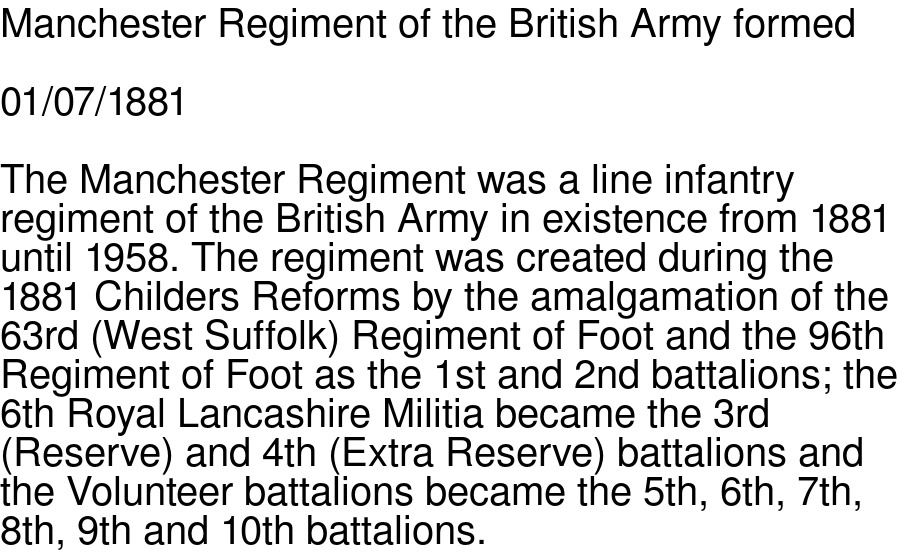 Manchester Regiment of the British Army formed
01/07/1881
The Manchester Regiment was a line infantry
regiment of the British Army in existence from 1881
until 1958. The regiment was created during the
1881 Childers Reforms by the amalgamation of the
63rd (West Suffolk) Regiment of Foot and the 96th
Regiment of Foot as the 1st and 2nd battalions; the
6th Royal Lancashire Militia became the 3rd
(Reserve) and 4th (Extra Reserve) battalions and
the Volunteer battalions became the 5th, 6th, 7th,
8th, 9th and 10th battalions.